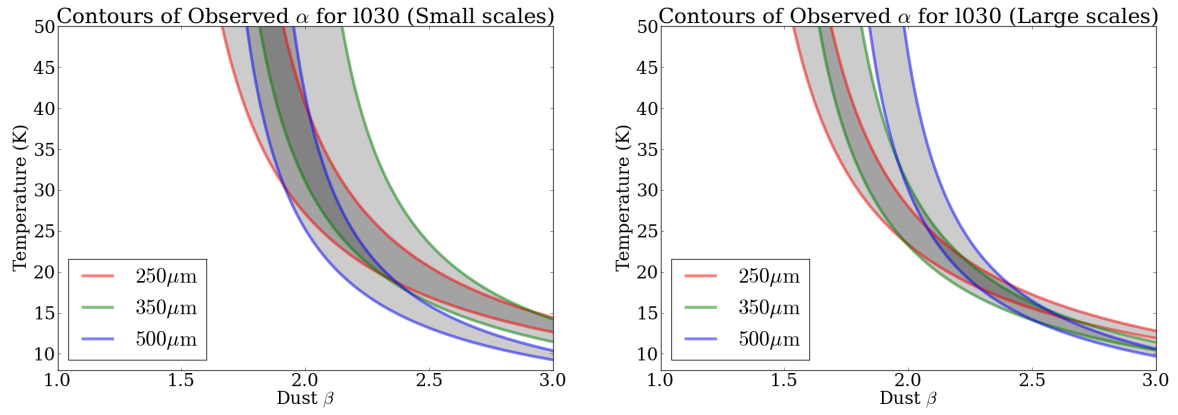 Contours of Observed α for l030 (Small scales)
50
45
40
35
30
25
20
15
10
Temperature (K)
250μm
350μm
500μm
1.0 1.5 2.0 2.5 3.0
Dust β
Contours of Observed α for l030 (Large scales)
50
45
40
35
30
25
20
15
10
Temperature (K)
250μm
350μm
500μm
1.0 1.5 2.0 2.5 3.0
Dust β